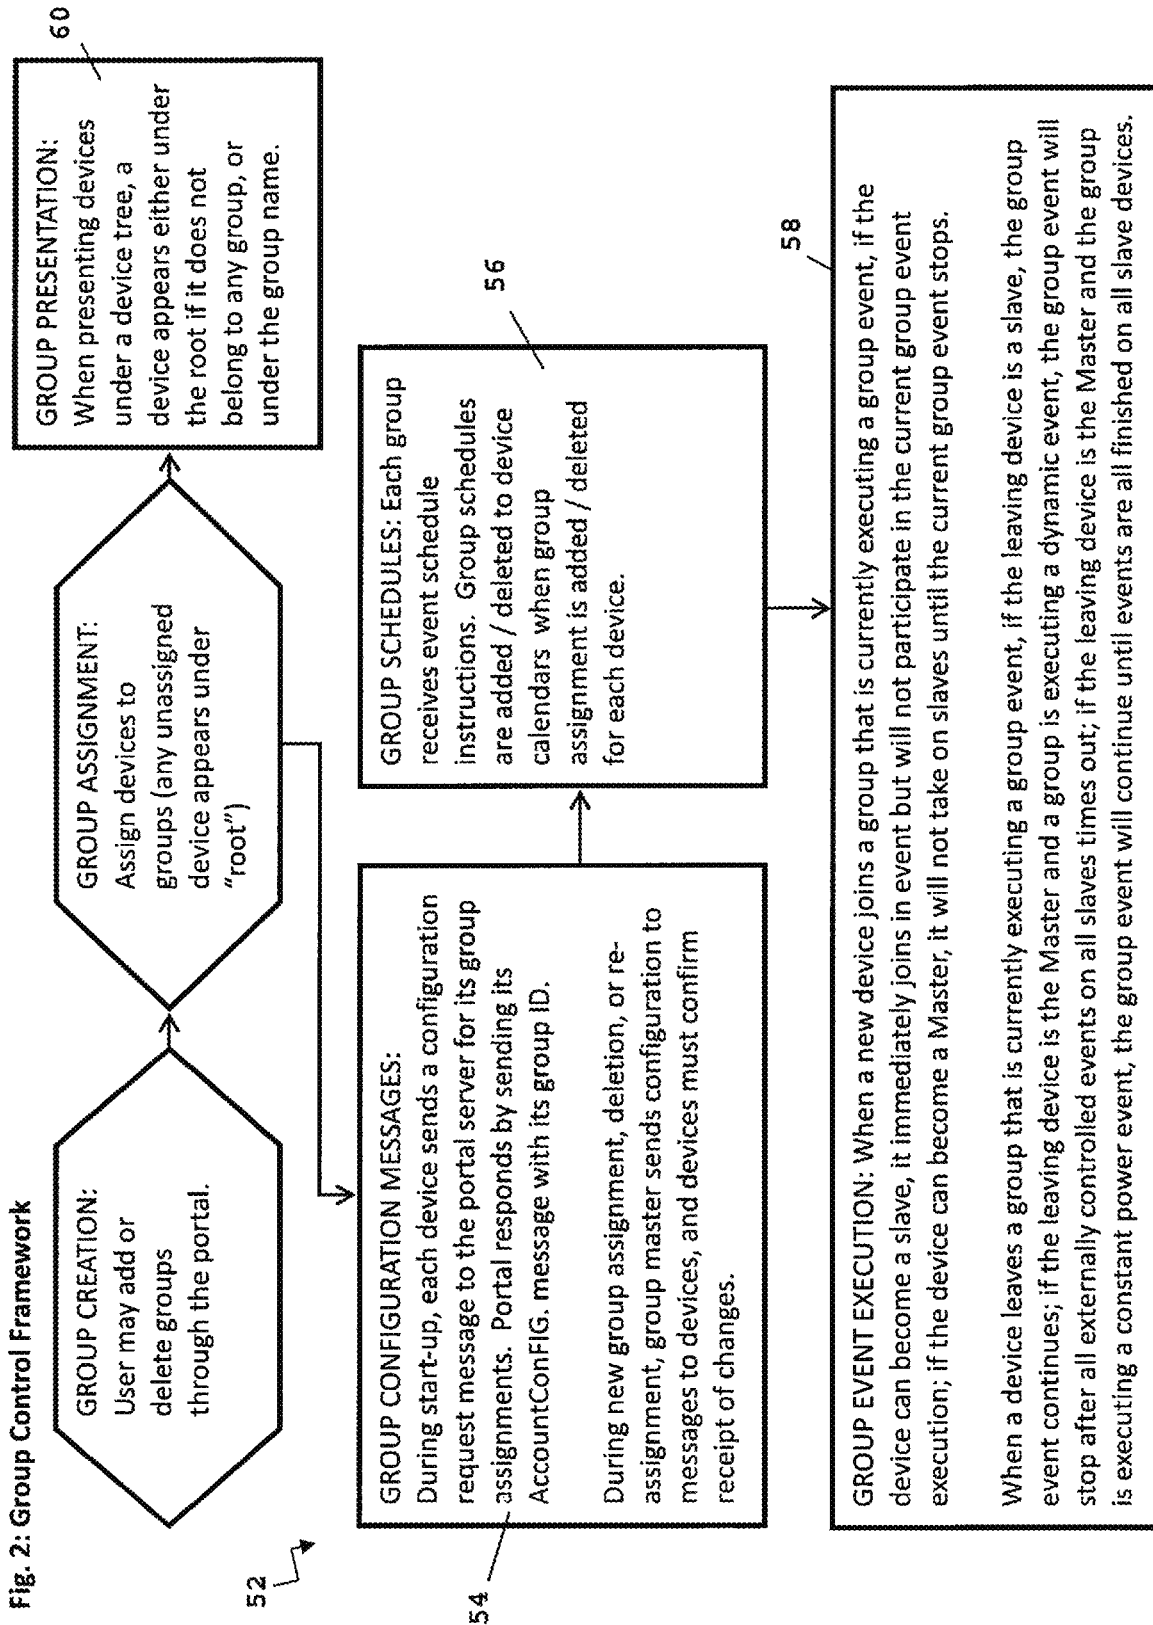 Fig. 2: Group Control Framework
GROUP CREATION:
User may add or
delete groups
through the portal.
GROUP ASSIGNMENT:
Assign devices to
groups (any unassigned
device appears under
“root”)
60
GROUP PRESENTATION:
When presenting devices
under a device tree, a
device appears either under
the root if it does not
belong to any group, or
under the group name.
52
54
GROUP CONFIGURATION MESSAGES:
During start-up, each device sends a configuration
request message to the portal server for its group
assignments. Portal responds by sending its
AccountConFIG. message with its group ID.
During new group assignment, deletion, or re-
assignment, group master sends configuration to
messages to devices, and devices must confirm
receipt of changes.
56
GROUP SCHEDULES: Each group
receives event schedule
instructions. Group schedules
are added / deleted to device
calendars when group
assignment is added / deleted
for each device.
58
GROUP EVENT EXECUTION: When a new device joins a group that is currently executing a group event, if the
device can become a slave, it immediately joins in event but will not participate in the current group event
execution; if the device can become a Master, it will not take on slaves until the current group event stops.
When a device leaves a group that is currently executing a group event, if the leaving device is a slave, the group
event continues; if the leaving device is the Master and a group is executing a dynamic event, the group event will
stop after all externally controlled events on all slaves times out; if the leaving device is the Master and the group
is executing a constant power event, the group event will continue until events are all finished on all slave devices.